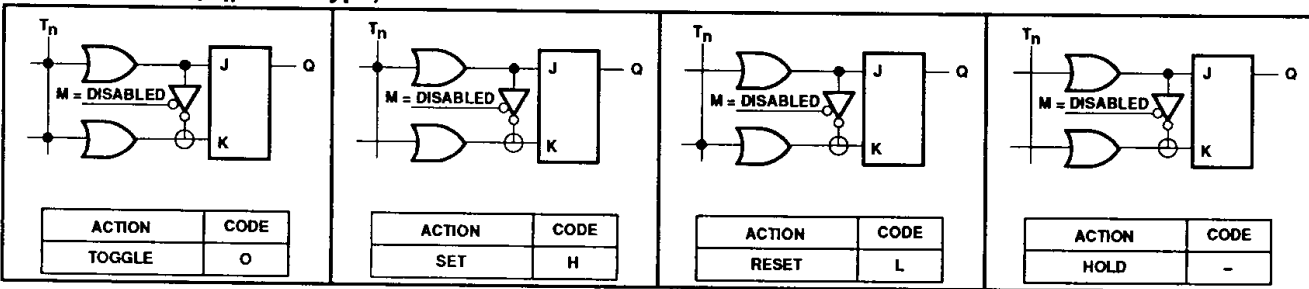 Tn
J
Q
M = DISABLED
K
ACTION CODE
TOGGLE O
Tn
J
Q
M = DISABLED
K
ACTION CODE
SET H
Tn
J
Q
M = DISABLED
K
ACTION CODE
RESET L
Tn
J
Q
M = DISABLED
K
ACTION CODE
HOLD –